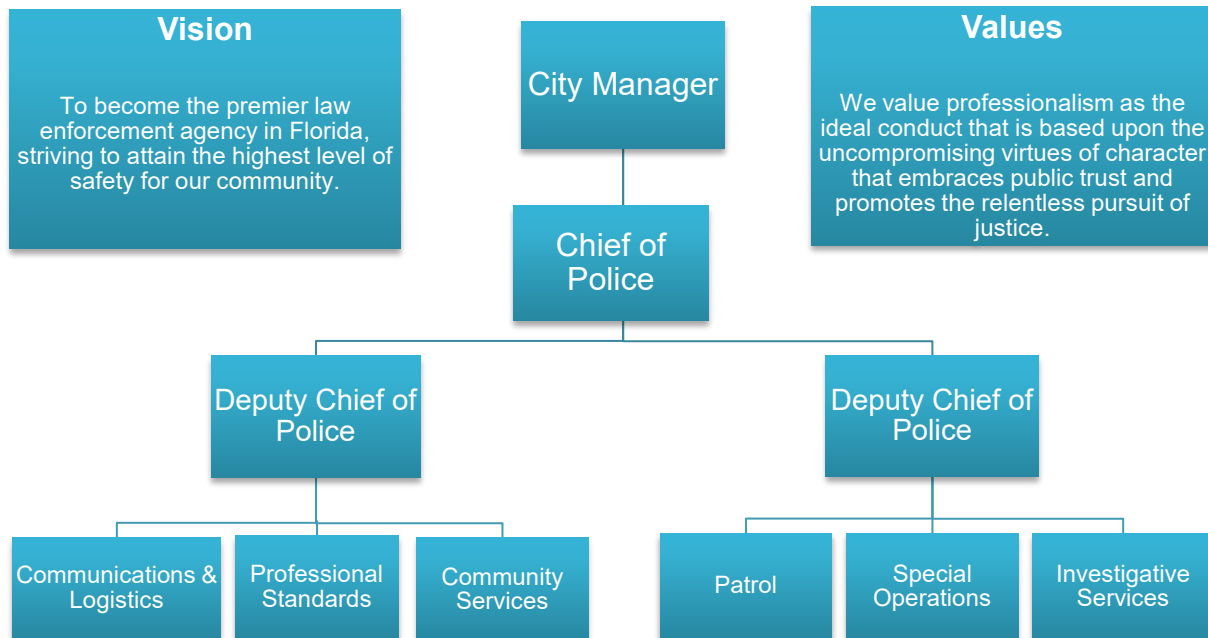 Vision
To become the premier law
enforcement agency in Florida,
striving to attain the highest level of
safety for our community.
City Manager
Values
We value professionalism as the
ideal conduct that is based upon the
uncompromising virtues of character
that embraces public trust and
promotes the relentless pursuit of
justice.
Chief of
Police
Deputy Chief of
Police
Deputy Chief of
Police
Communications &
Logistics
Professional
Standards
Community
Services
Patrol
Special
Operations
Investigative
Services